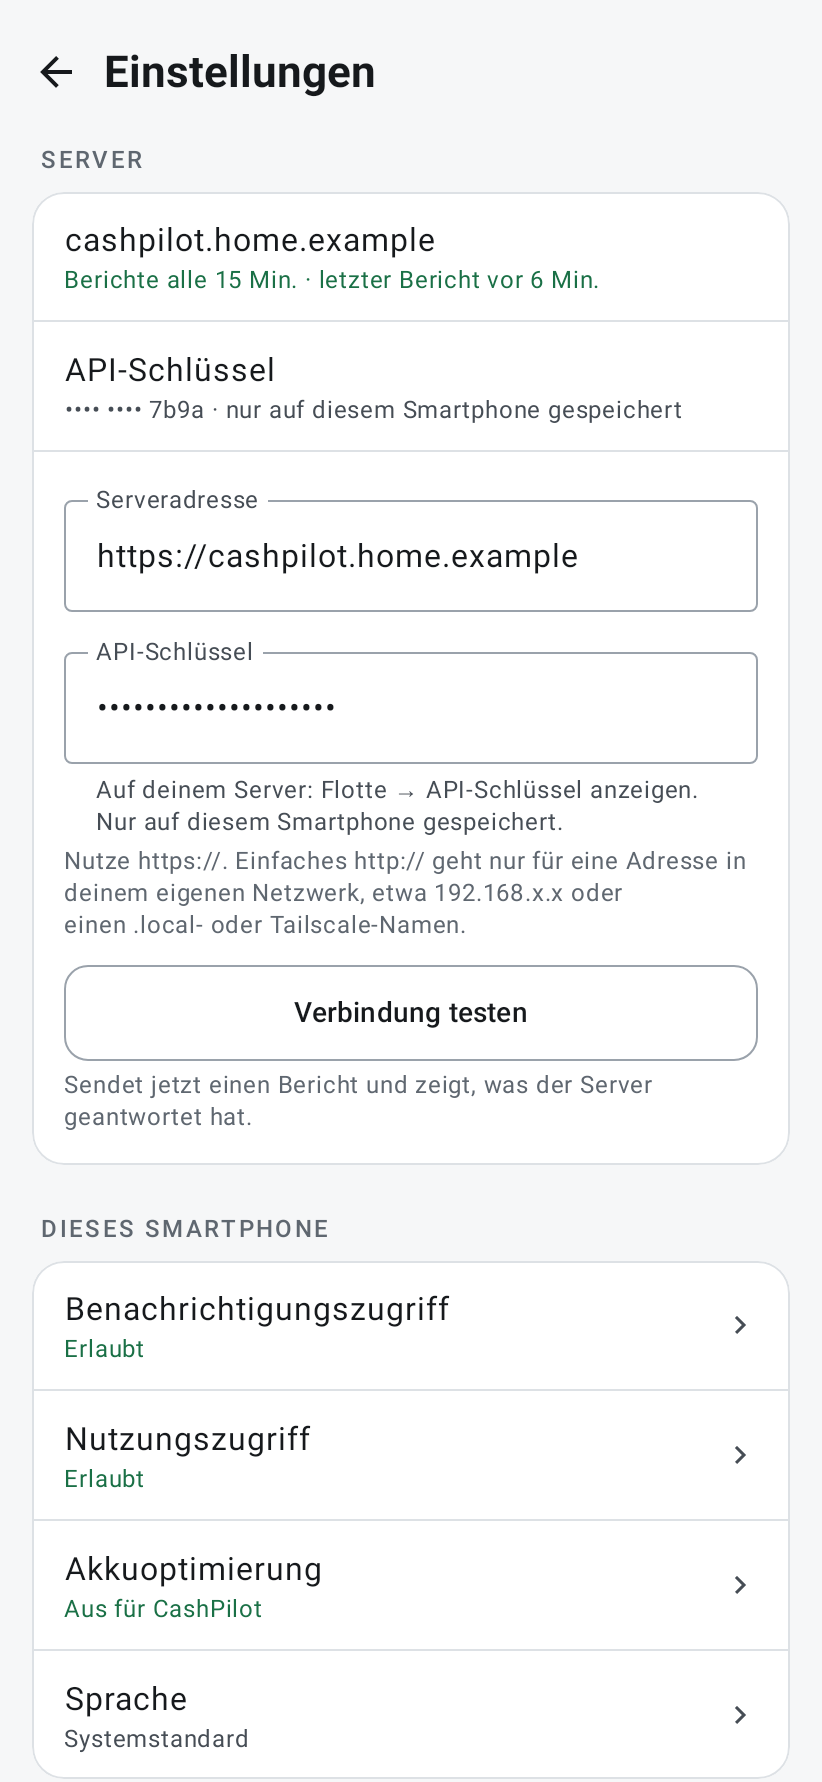 Einstellungen
SERVER
cashpilot.home.example
Berichte alle 15 Min. · letzter Bericht vor 6 Min.
API-Schlüssel
•••• •••• 7b9a · nur auf diesem Smartphone gespeichert
Serveradresse
https://cashpilot.home.example
API-Schlüssel
••••••••••••••••••••
Auf deinem Server: Flotte → API-Schlüssel anzeigen.
Nur auf diesem Smartphone gespeichert.
Nutze https://. Einfaches http:// geht nur für eine Adresse in
deinem eigenen Netzwerk, etwa 192.168.x.x oder
einen .local- oder Tailscale-Namen.
Verbindung testen
Sendet jetzt einen Bericht und zeigt, was der Server
geantwortet hat.
DIESES SMARTPHONE
Benachrichtigungszugriff
Erlaubt
Nutzungszugriff
Erlaubt
Akkuoptimierung
Aus für CashPilot
Sprache
Systemstandard